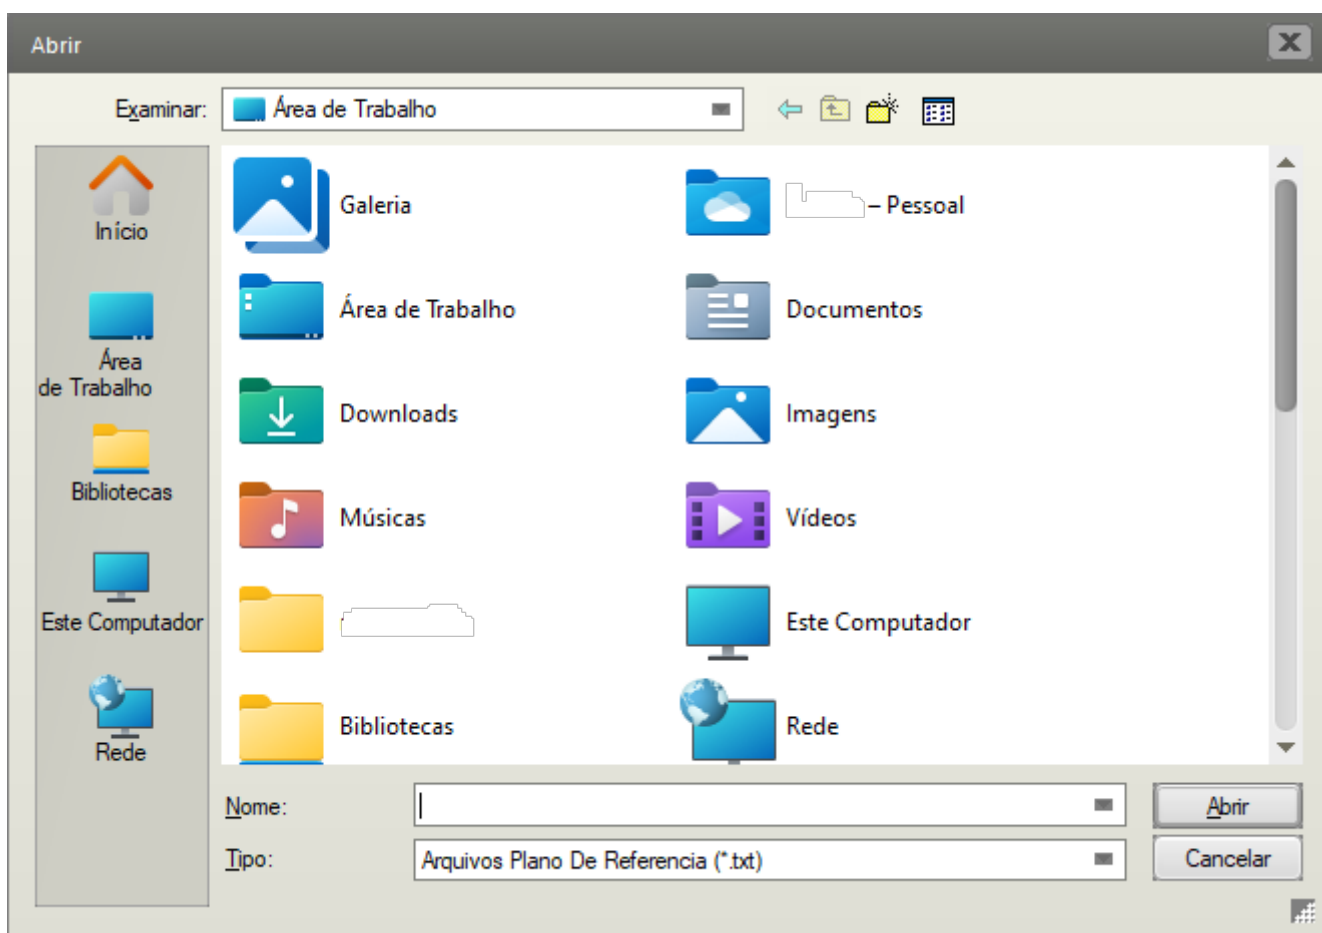 Abrir
Examinar:
Área de Trabalho
Início
Área
de Trabalho
Bibliotecas
Este Computador
Rede
Galeria
– Pessoal
Área de Trabalho
Documentos
Downloads
Imagens
Músicas
Vídeos
Este Computador
Bibliotecas
Rede
Nome:
Abrir
Tipo:
Arquivos Plano De Referencia (*.txt)
Cancelar